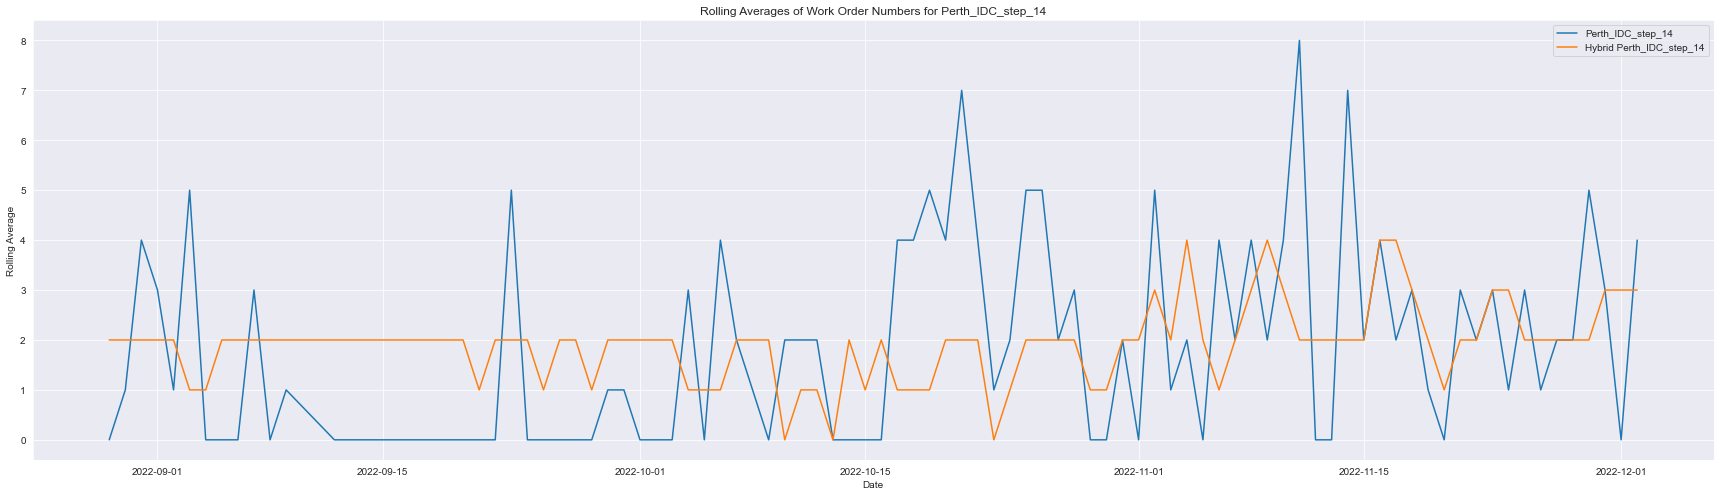 Rolling Averages of Work Order Numbers for Perth_IDC_step_14
Perth_IDC_step_14
Hybrid Perth_IDC_step_14
Rolling Average
8
7
6
5
4
3
2
1
0
2022-09-01 2022-09-15 2022-10-01 2022-10-15 2022-11-01 2022-11-15 2022-12-01
Date